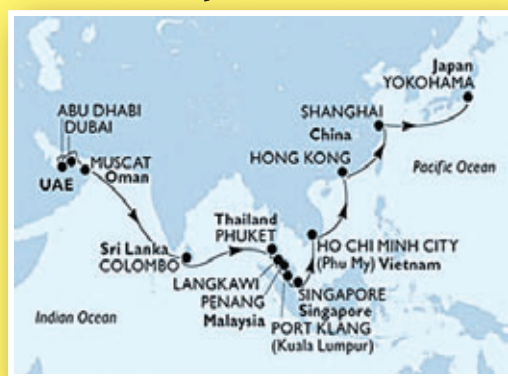 Japan
YOKOHAMA
SHANGHAI
China
HONG KONG
Pacific Ocean
ABU DHABI
DUBAI
MUSCAT
UAE
Oman
Thailand
PHUKET
Sri Lanka
COLOMBO
HO CHI MINH CITY
(Phu My) Vietnam
LANGKAWI
PENANG
Malaysia
SINGAPORE
Singapore
PORT KLANG
(Kuala Lumpur)
Indian Ocean